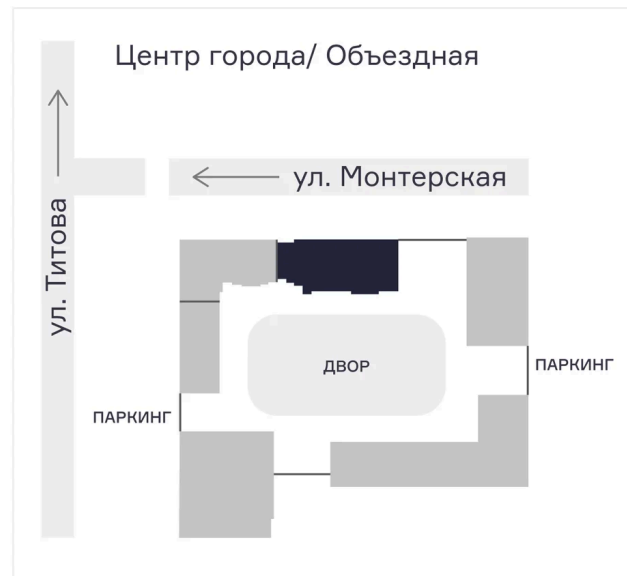 Центр города/ Объездная
ул. Монтерская
ул. Титова
ДВОР
ПАРКИНГ
ПАРКИНГ